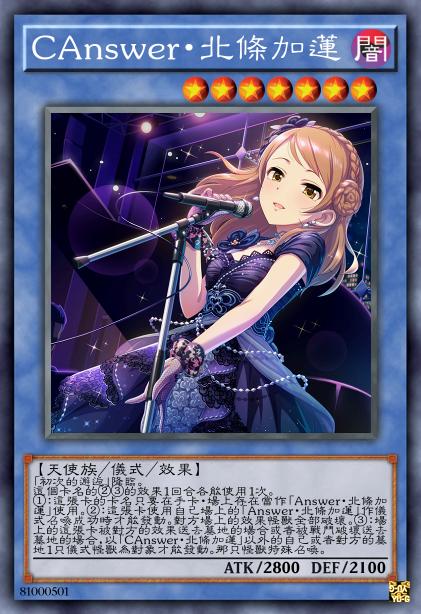 CAnswer・北條加蓮 闇
【天使族/儀式/效果】
「初次的邂逅」降臨。
這個卡名的②③的效果1回合各能使用1次。
①:這張卡的卡名只要在手卡・場上存在當作「Answer・北條加
蓮」使用。②:這張卡使用自己場上的「Answer・北條加蓮」作儀
式召喚成功時才能發動。對方場上的效果怪獸全部破壞。③:場上
的這張卡被對方的效果送去墓地的場合或者被戰鬥破壞送去
墓地的場合,以「CAnswer・北條加蓮」以外的自己或者對方的墓
地1只儀式怪獸為對象才能發動。那只怪獸特殊召喚。
ATK/2800 DEF/2100
81000501